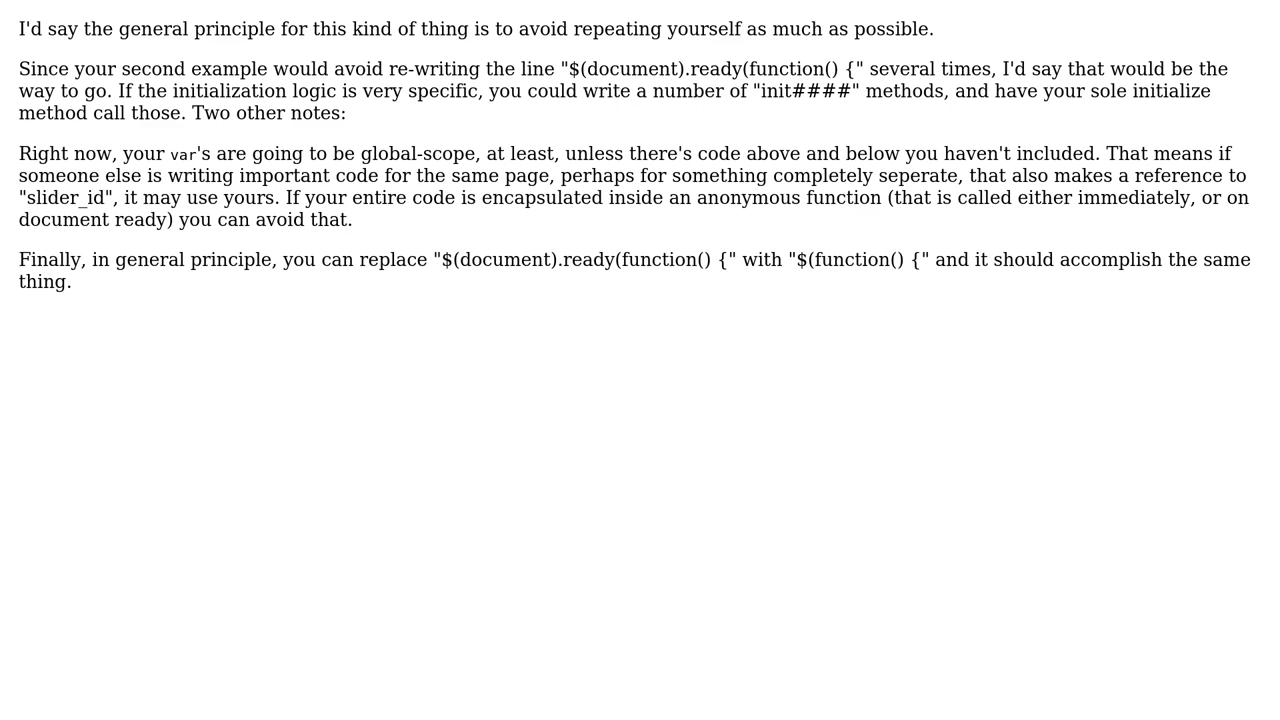 I'd say the general principle for this kind of thing is to avoid repeating yourself as much as possible.
Since your second example would avoid re-writing the line "$(document).ready(function() {" several times, I'd say that would be the
way to go. If the initialization logic is very specific, you could write a number of "init####" methods, and have your sole initialize
method call those. Two other notes:
Right now, your var's are going to be global-scope, at least, unless there's code above and below you haven't included. That means if
someone else is writing important code for the same page, perhaps for something completely seperate, that also makes a reference to
"slider_id", it may use yours. If your entire code is encapsulated inside an anonymous function (that is called either immediately, or on
document ready) you can avoid that.
Finally, in general principle, you can replace "$(document).ready(function() {" with "$(function() {" and it should accomplish the same
thing.